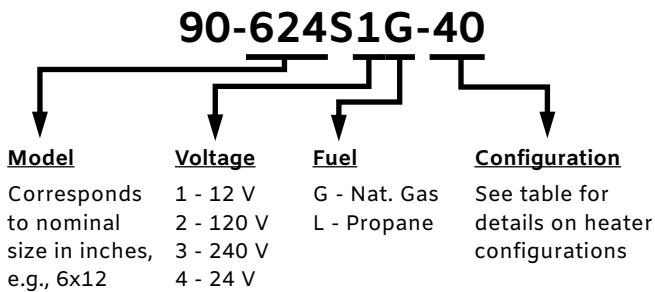 90-624S1G-40
Model
Corresponds
to nominal
size in inches,
e.g., 6x12
Voltage
1 - 12 V
2 - 120 V
3 - 240 V
4 - 24 V
Fuel
G - Nat. Gas
L - Propane
Configuration
See table for
details on heater
configurations